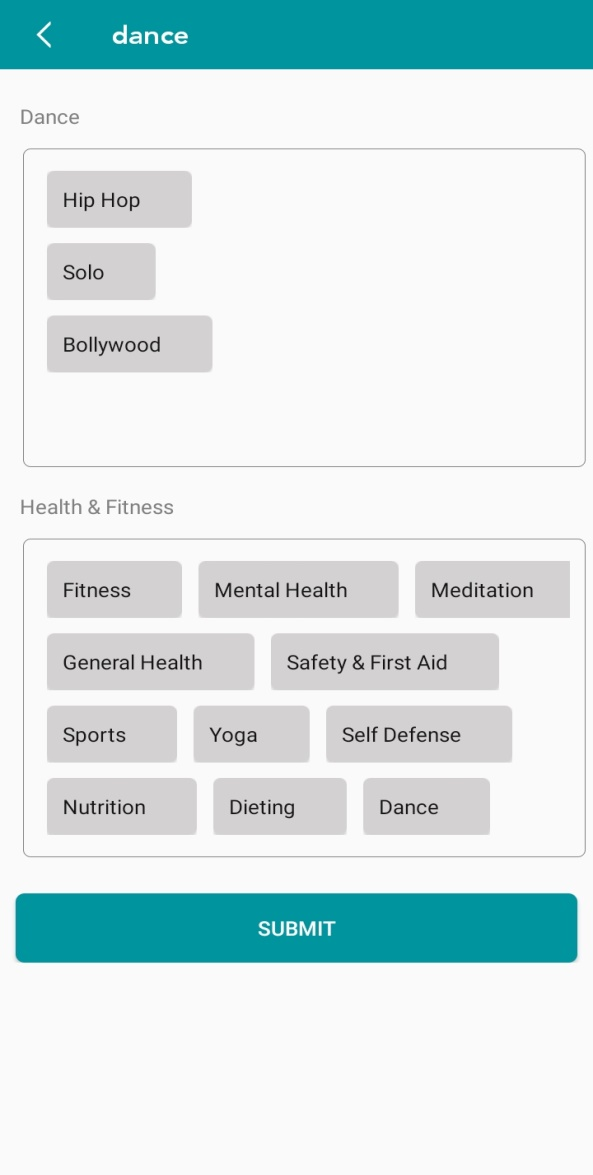 dance
Dance
Hip Hop
Solo
Bollywood
Health & Fitness
Fitness Mental Health Meditation
General Health Safety & First Aid
Sports Yoga Self Defense
Nutrition Dieting Dance
SUBMIT